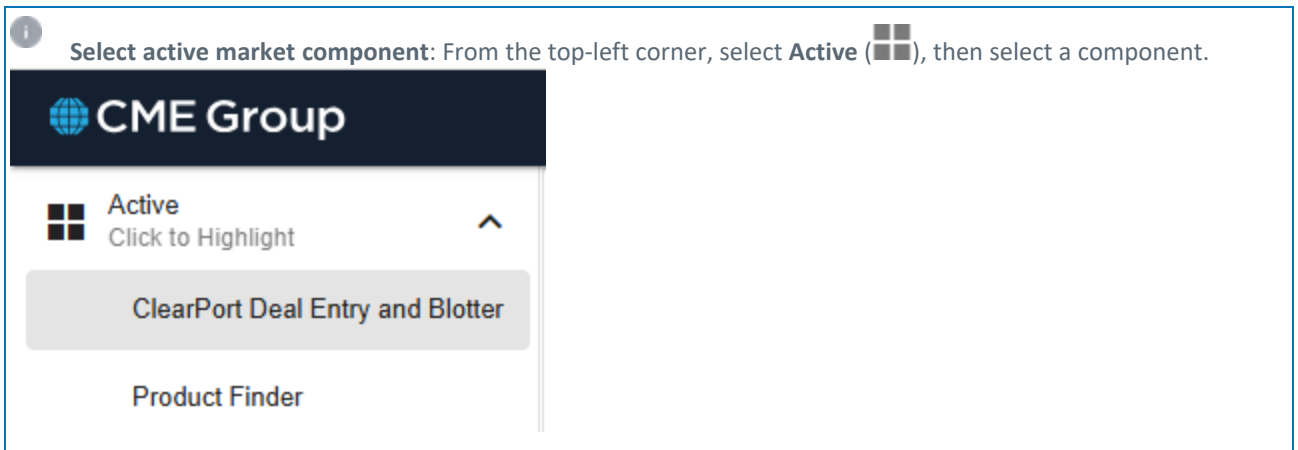 Select active market component: From the top-left corner, select Active (), then select a component.
CME Group
Active
Click to Highlight
ClearPort Deal Entry and Blotter
Product Finder